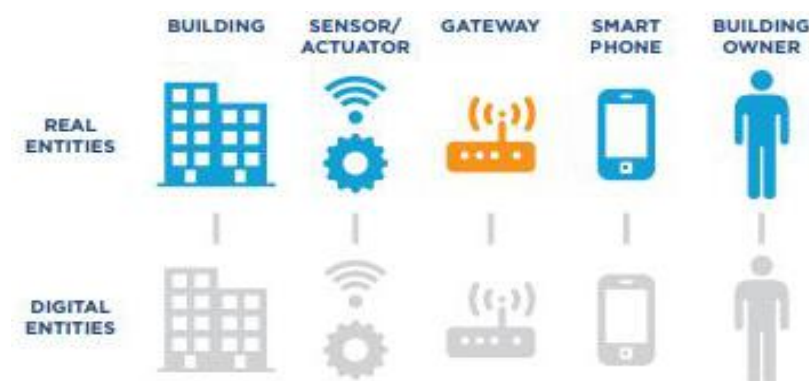 BUILDING
SENSOR/
ACTUATOR
GATEWAY
SMART
PHONE
BUILDING
OWNER
REAL
ENTITIES
DIGITAL
ENTITIES